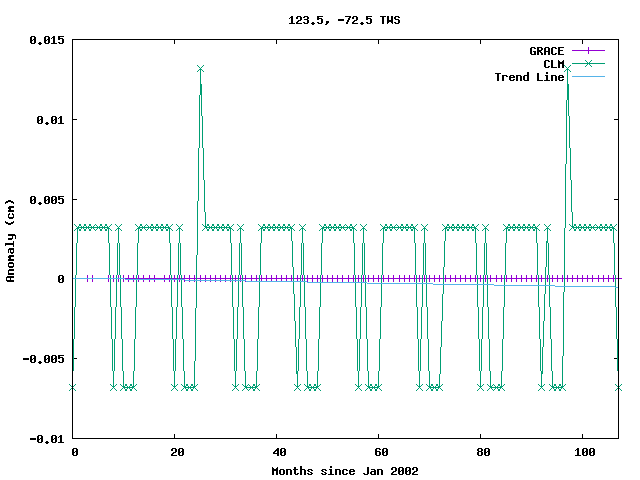 123.5, -72.5 TWS
0.015
GRACE
CLM
Trend Line
0.01
0.005
0
-0.005
-0.01
Anomaly (cm)
0 20 40 60 80 100
Months since Jan 2002